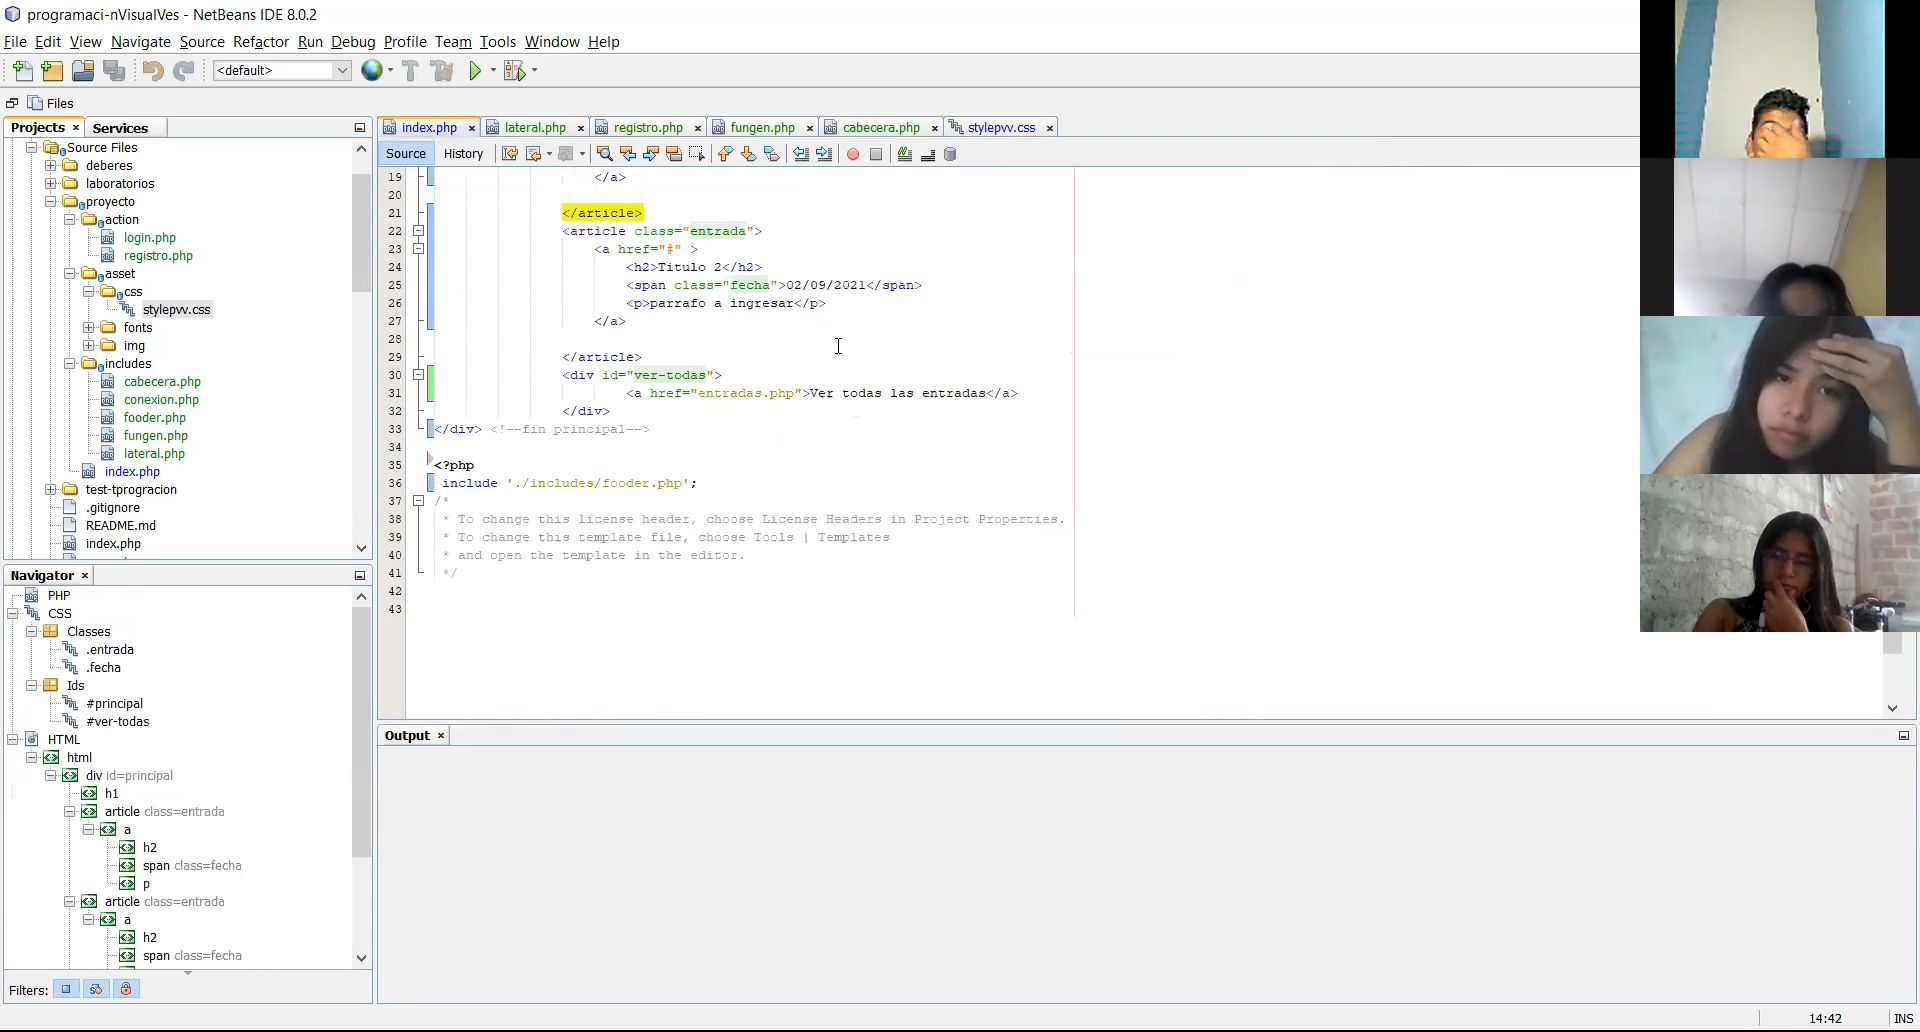 programaci-nVisualVes - NetBeans IDE 8.0.2
File Edit View Navigate Source Refactor Run Debug Profile Team Tools Window Help
<default>
Files
Projects Services
index.php lateral.php registro.php fungen.php cabecera.php stylepvv.css
Source History
Source Files
deberes
laboratorios
proyecto
action
login.php
registro.php
asset
css
stylepvv.css
fonts
img
includes
cabecera.php
conexion.php
fooder.php
fungen.php
lateral.php
index.php
test-tprogracion
.gitignore
README.md
index.php
19 </a>
20
21 </article>
22 <article class="entrada">
23 <a href="#" >
24 <h2>Titulo 2</h2>
25 <span class="fecha">02/09/2021</span>
26 <p>parrafo a ingresar</p>
27 </a>
28
29 </article>
30 <div id="ver-todas">
31 <a href="entradas.php">Ver todas las entradas</a>
32 </div>
33 </div> <!--fin principal-->
34
35 <?php
36 include './includes/fooder.php';
37 /*
38 * To change this license header, choose License Headers in Project Properties.
39 * To change this template file, choose Tools | Templates
40 * and open the template in the editor.
41 */
42
43
Navigator
PHP
CSS
Classes
.entrada
.fecha
Ids
#principal
#ver-todas
HTML
html
div id=principal
h1
article class=entrada
a
h2
span class=fecha
p
article class=entrada
a
h2
span class=fecha
Filters:
Output
14:42 INS